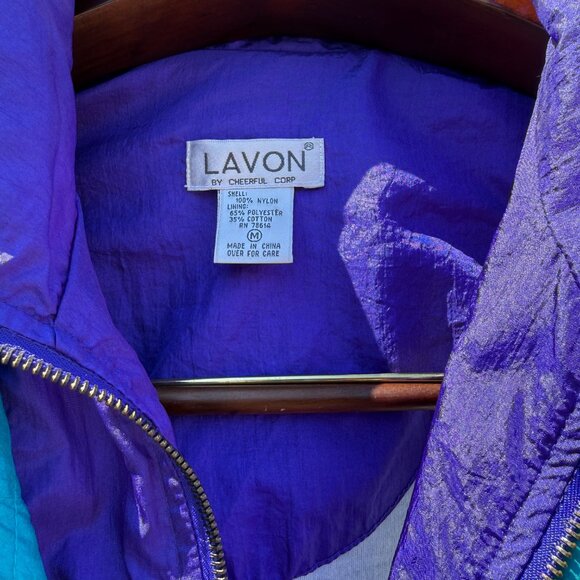 LAVON®
BY CHEERFUL CORP
SHELL:
100% NYLON
LINING:
65% POLYESTER
35% COTTON
RN 78616
M
MADE IN CHINA
OVER FOR CARE